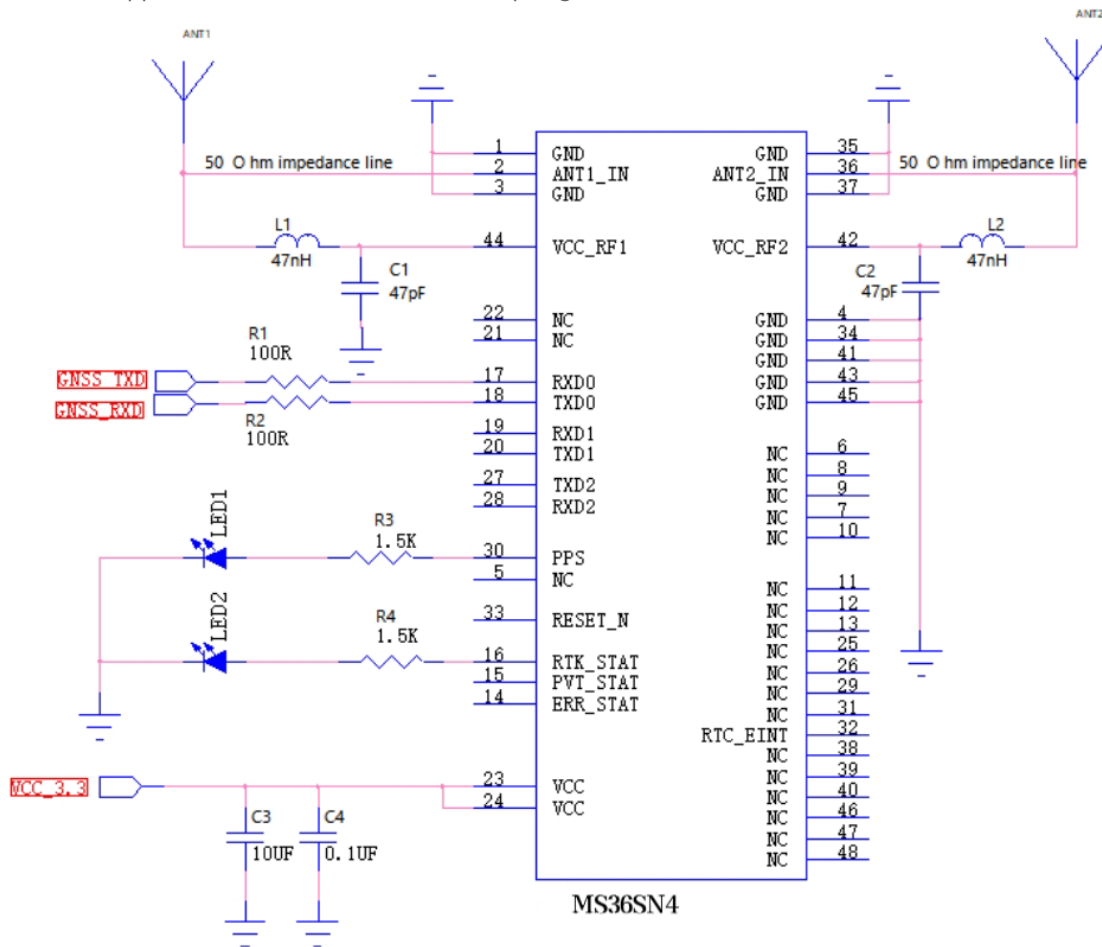 ANT1
ANT2
1 GND
2 ANT1_IN
3 GND
50 Ohm impedance line
GND 35
ANT2_IN 36
GND 37
50 Ohm impedance line
L1
47nH
44 VCC_RF1
C1
47pF
VCC_RF2 42
L2
47nH
C2
47pF
22 NC
21 NC
GND 4
GND 34
GND 41
GND 43
GND 45
R1
100R
GNSS_TXD
17 RXD0
GNSS_RXD
18 TXD0
R2
100R
19 RXD1
20 TXD1
27 TXD2
28 RXD2
NC 6
NC 8
NC 9
NC 7
NC 10
LED1
R3
1.5K
30 PPS
5 NC
33 RESET_N
LED2
R4
1.5K
16 RTK_STAT
15 PVT_STAT
14 ERR_STAT
NC 11
NC 12
NC 13
NC 25
NC 26
NC 29
NC 31
RTC_EINT 32
NC 38
NC 39
NC 40
NC 46
NC 47
NC 48
VCC_3.3
23 VCC
24 VCC
C3
10UF
C4
0.1UF
MS36SN4